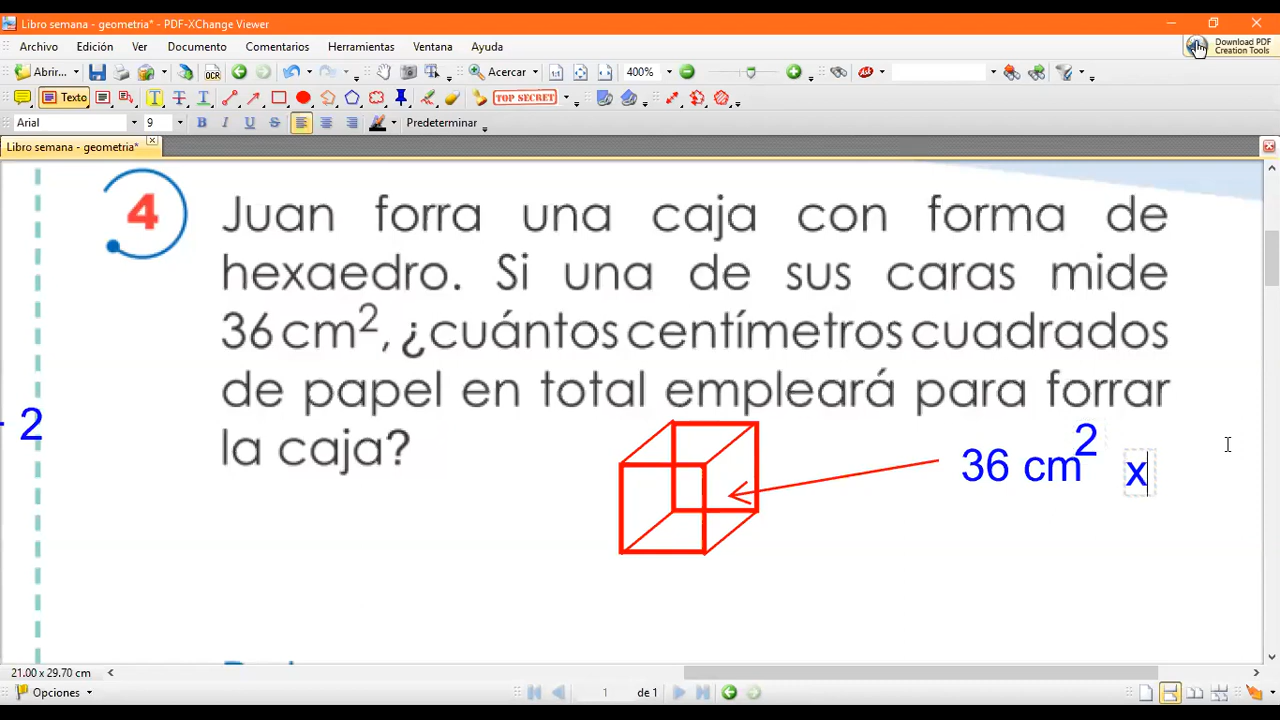 Libro semana - geometria* - PDF-XChange Viewer
Archivo Edición Ver Documento Comentarios Herramientas Ventana Ayuda
Download PDF
Creation Tools
Abrir... OCR Acercar 400%
Texto TOP SECRET
Arial 9 B I U S Predeterminar
Libro semana - geometria*
4
Juan forra una caja con forma de
hexaedro. Si una de sus caras mide
36 cm², ¿cuántos centímetros cuadrados
de papel en total empleará para forrar
la caja?
- 2
36 cm² x
21.00 x 29.70 cm
Opciones 1 de 1